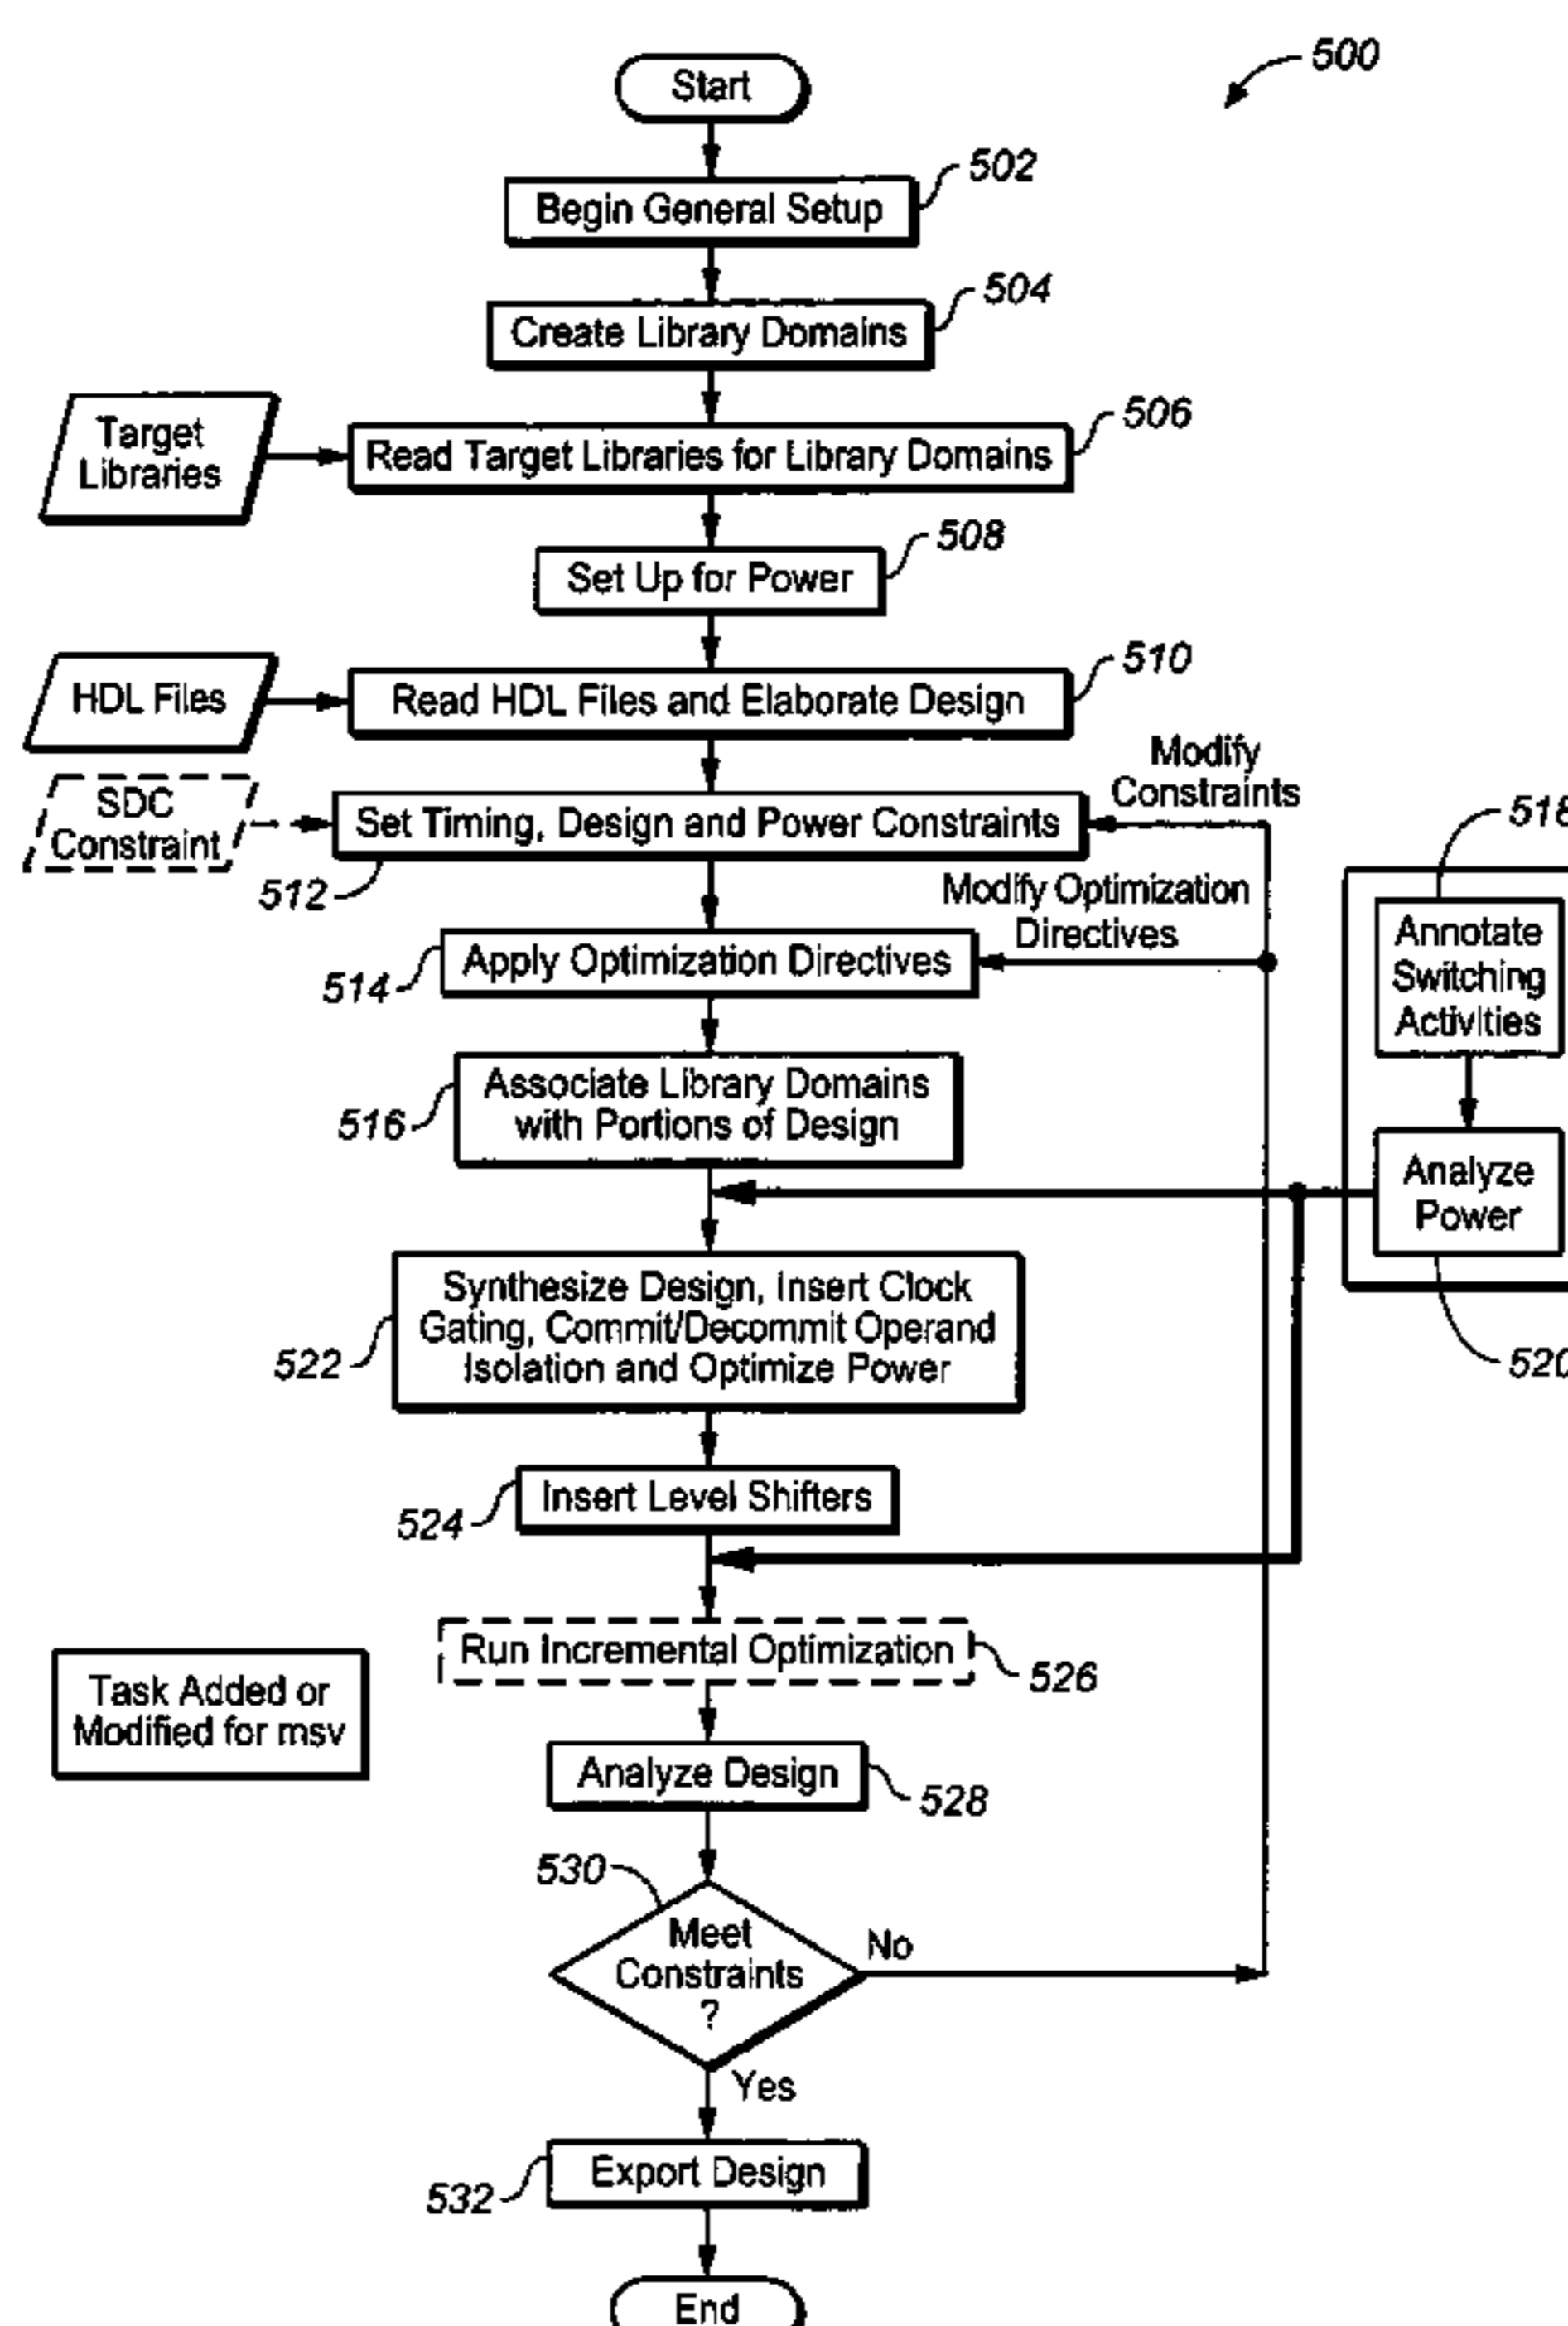 500
Start
502
Begin General Setup
504
Create Library Domains
506
Target
Libraries
Read Target Libraries for Library Domains
508
Set Up for Power
510
HDL Files
Read HDL Files and Elaborate Design
Modify
Constraints
SDC
Constraint
Set Timing, Design and Power Constraints
512
518
Modify Optimization
Directives
Annotate
Switching
Activities
Apply Optimization Directives
514
Associate Library Domains
with Portions of Design
516
Analyze
Power
520
Synthesize Design, Insert Clock
Gating, Commit/Decommit Operand
Isolation and Optimize Power
522
Insert Level Shifters
524
Run Incremental Optimization
526
Task Added or
Modified for msv
Analyze Design
528
530
Meet
Constraints
?
No
Yes
Export Design
532
End